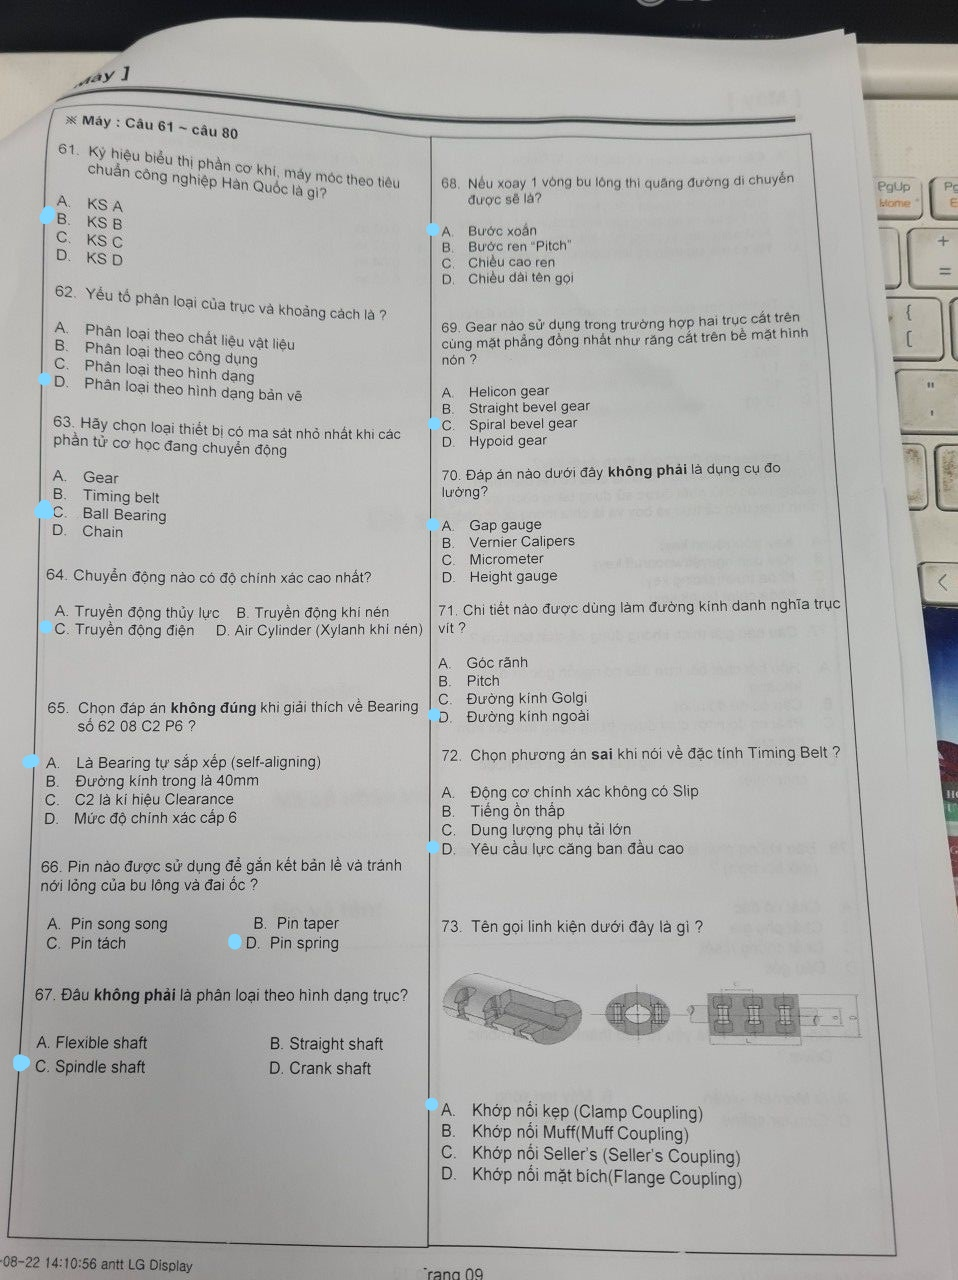 Máy ]
※ Máy : Câu 61 ~ câu 80
61. Ký hiệu biểu thị phần cơ khí, máy móc theo tiêu
chuẩn công nghiệp Hàn Quốc là gì?
A. KS A
B. KS B
C. KS C
D. KS D
62. Yếu tố phân loại của trục và khoảng cách là ?
A. Phân loại theo chất liệu vật liệu
B. Phân loại theo công dụng
C. Phân loại theo hình dạng
D. Phân loại theo hình dạng bản vẽ
63. Hãy chọn loại thiết bị có ma sát nhỏ nhất khi các
phần tử cơ học đang chuyển động
A. Gear
B. Timing belt
C. Ball Bearing
D. Chain
64. Chuyển động nào có độ chính xác cao nhất?
A. Truyền động thủy lực B. Truyền động khí nén
C. Truyền động điện D. Air Cylinder (Xylanh khí nén)
65. Chọn đáp án không đúng khi giải thích về Bearing
số 62 08 C2 P6 ?
A. Là Bearing tự sắp xếp (self-aligning)
B. Đường kính trong là 40mm
C. C2 là kí hiệu Clearance
D. Mức độ chính xác cấp 6
66. Pin nào được sử dụng để gắn kết bản lề và tránh
nới lỏng của bu lông và đai ốc ?
A. Pin song song B. Pin taper
C. Pin tách D. Pin spring
67. Đâu không phải là phân loại theo hình dạng trục?
A. Flexible shaft B. Straight shaft
C. Spindle shaft D. Crank shaft
68. Nếu xoay 1 vòng bu lông thì quãng đường di chuyển
được sẽ là?
A. Bước xoắn
B. Bước ren "Pitch"
C. Chiều cao ren
D. Chiều dài tên gọi
69. Gear nào sử dụng trong trường hợp hai trục cắt trên
cùng mặt phẳng đồng nhất như răng cắt trên bề mặt hình
nón ?
A. Helicon gear
B. Straight bevel gear
C. Spiral bevel gear
D. Hypoid gear
70. Đáp án nào dưới đây không phải là dụng cụ đo
lường?
A. Gap gauge
B. Vernier Calipers
C. Micrometer
D. Height gauge
71. Chi tiết nào được dùng làm đường kính danh nghĩa trục
vít ?
A. Góc rãnh
B. Pitch
C. Đường kính Golgi
D. Đường kính ngoài
72. Chọn phương án sai khi nói về đặc tính Timing Belt ?
A. Động cơ chính xác không có Slip
B. Tiếng ồn thấp
C. Dung lượng phụ tải lớn
D. Yêu cầu lực căng ban đầu cao
73. Tên gọi linh kiện dưới đây là gì ?
A. Khớp nối kẹp (Clamp Coupling)
B. Khớp nối Muff(Muff Coupling)
C. Khớp nối Seller's (Seller's Coupling)
D. Khớp nối mặt bích(Flange Coupling)
-08-22 14:10:56 antt LG Display
Trang 09
PgUp
Home